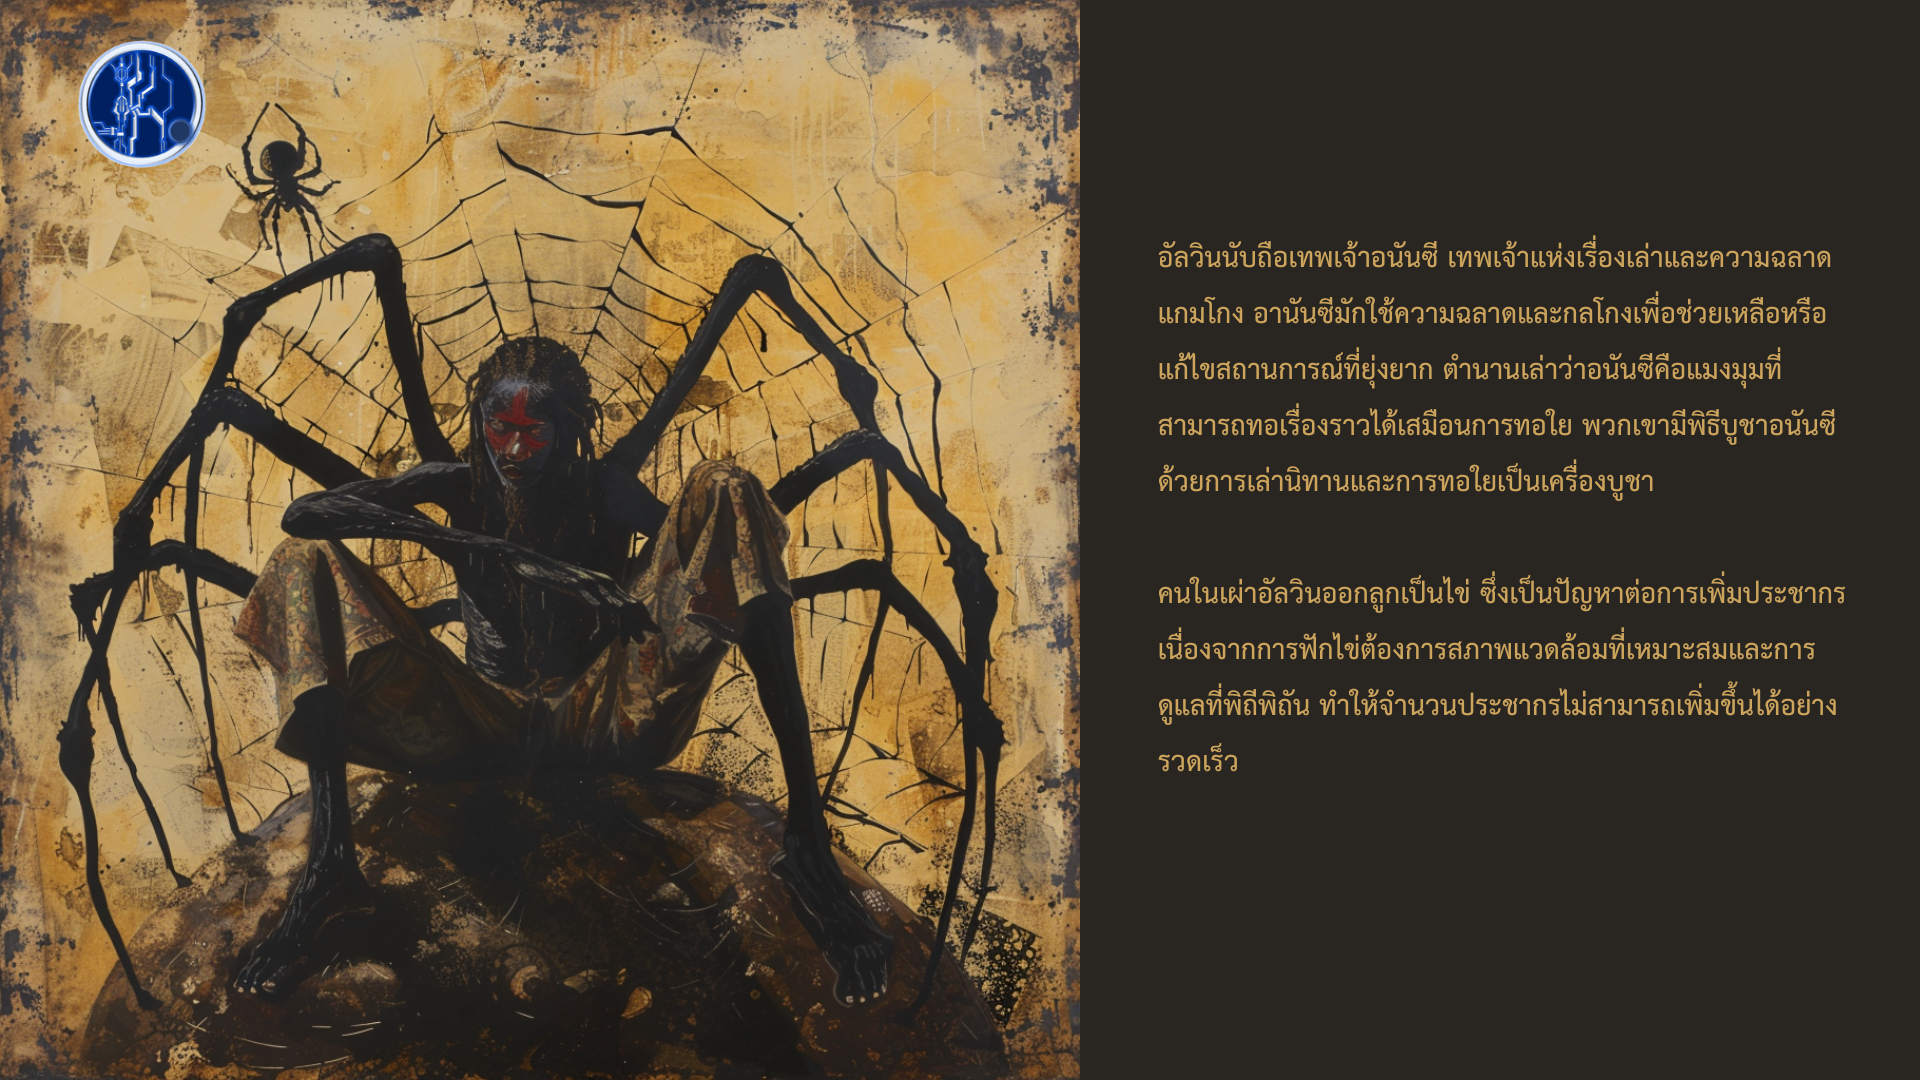 อัลวินนับถือเทพเจ้าอนันซี เทพเจ้าแห่งเรื่องเล่าและความฉลาด
แกมโกง อานันซีมักใช้ความฉลาดและกลโกงเพื่อช่วยเหลือหรือ
แก้ไขสถานการณ์ที่ยุ่งยาก ตำนานเล่าว่าอนันซีคือแมงมุมที่
สามารถทอเรื่องราวได้เสมือนการทอใย พวกเขามีพิธีบูชาอนันซี
ด้วยการเล่านิทานและการทอใยเป็นเครื่องบูชา
คนในเผ่าอัลวินออกลูกเป็นไข่ ซึ่งเป็นปัญหาต่อการเพิ่มประชากร
เนื่องจากการฟักไข่ต้องการสภาพแวดล้อมที่เหมาะสมและการ
ดูแลที่พิถีพิถัน ทำให้จำนวนประชากรไม่สามารถเพิ่มขึ้นได้อย่าง
รวดเร็ว